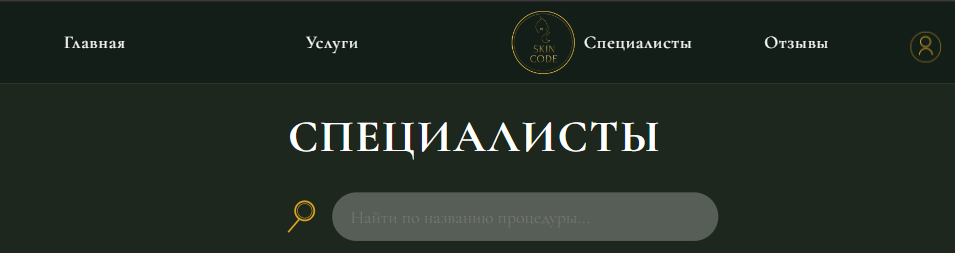 Главная Услуги SKIN CODE Специалисты Отзывы
СПЕЦИАЛИСТЫ
Найти по названию процедуры...